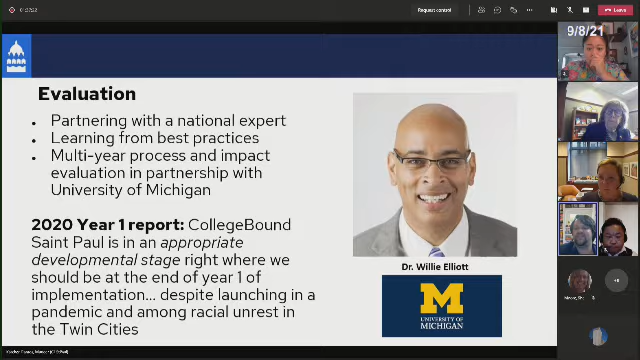 01:27:23
Request control
Leave
9/8/21
Evaluation
Partnering with a national expert
Learning from best practices
Multi-year process and impact
evaluation in partnership with
University of Michigan
2020 Year 1 report: CollegeBound
Saint Paul is in an appropriate
developmental stage right where we
should be at the end of year 1 of
implementation... despite launching in a
pandemic and among racial unrest in
the Twin Cities
Dr. Willie Elliott
M
UNIVERSITY OF
MICHIGAN